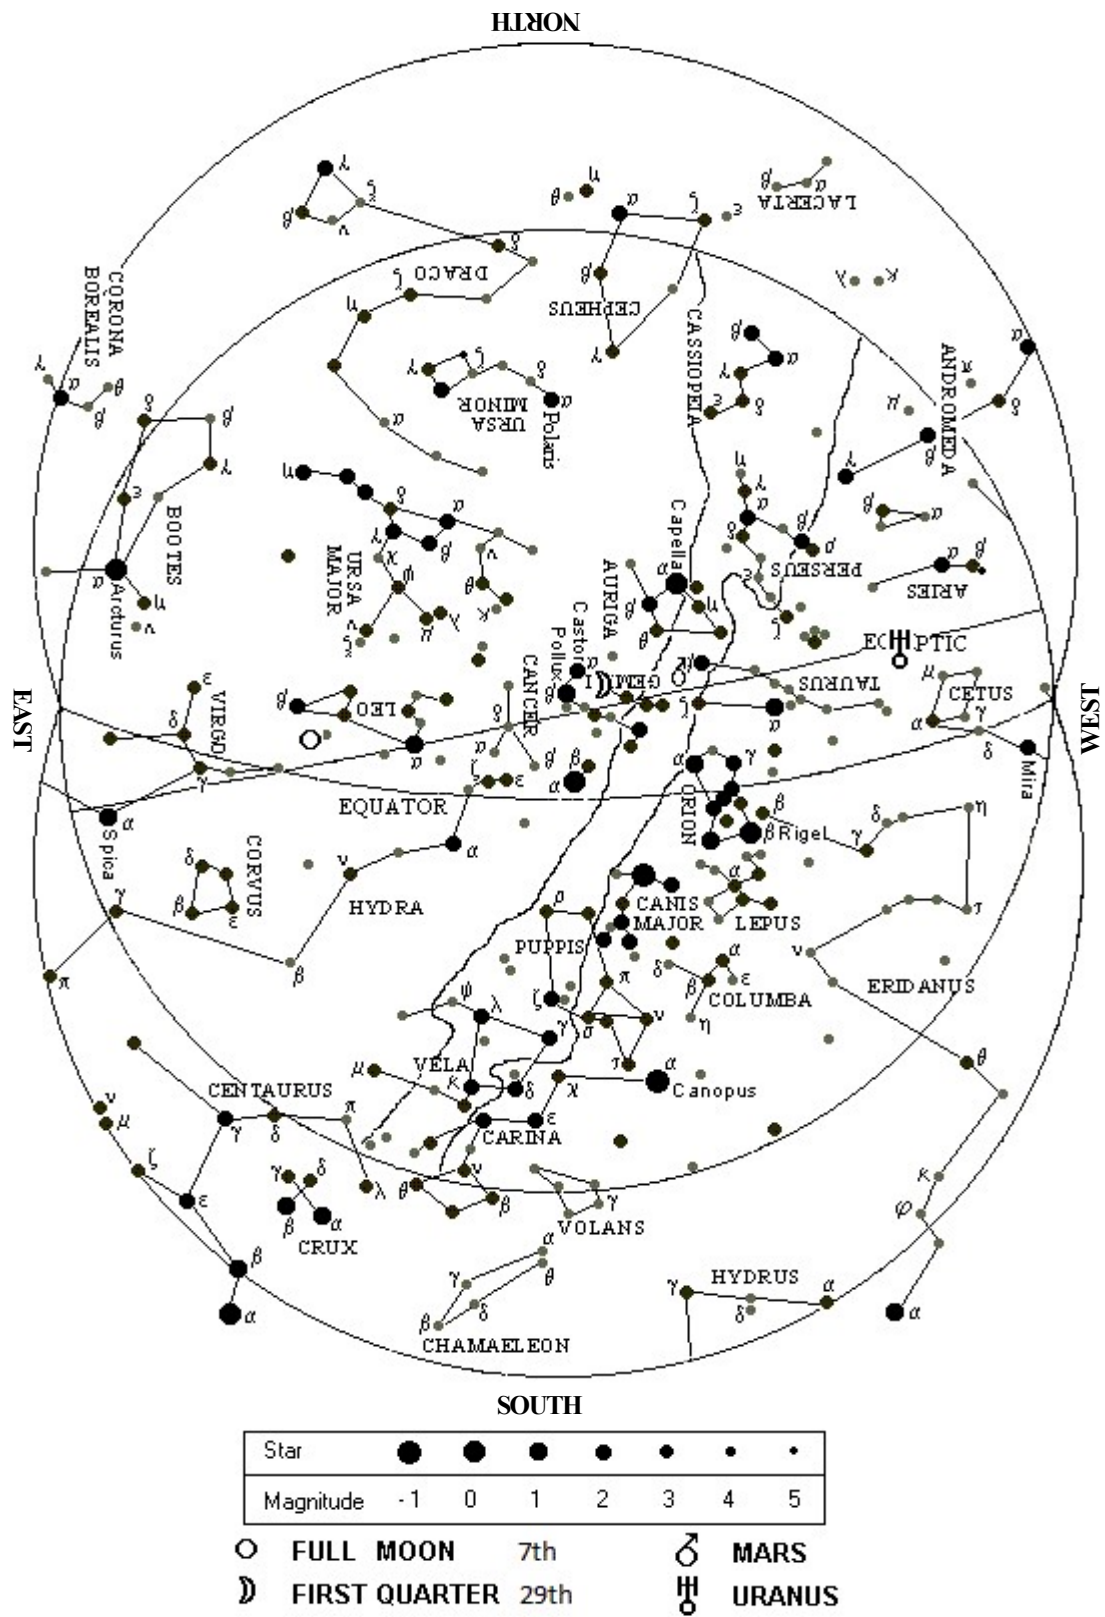 NORTH
γ
ξ
β
ν
DRACO
δ
ζ
η
θ
η
α
ζ
ε
β
CEPHEUS
γ
β
α
LACERTA
λ
κ
CORONA
BOREALIS
γ
α
β
θ
δ
β
γ
ε
BOOTES
α
Arcturus
η
ν
γ
ζ
δ
URSA
MINOR
α
Polaris
α
CASSIOPEIA
β
α
γ
δ
ε
ANDROMEDA
α
π
δ
μ
β
γ
η
δ
α
γ
β
χ
ψ
URSA
MAJOR
ν
ξ
μ
λ
ν
θ
κ
Capella
α
AURIGA
β
η
θ
η
γ
α
δ
β
ρ
PERSEUS
ε
ζ
β
α
α
β
ARIES
ECLIPTIC
Castor
Pollux
α
β
GEMINI
CANCER
δ
α
β
LEO
β
α
EAST
WEST
ε
δ
VIRGO
γ
β
ζ
TAURUS
α
μ
CETUS
α
γ
δ
Mira
ζ
ε
β
α
EQUATOR
α
Spica
α
γ
ORION
β
Rigel
β
γ
δ
η
τ
CORVUS
δ
β
ε
ν
HYDRA
γ
π
β
ρ
PUPPIS
CANIS
MAJOR
α
LEPUS
ν
ERIDANUS
δ
α
β
ε
COLUMBA
η
π
ζ
σ
ν
τ
ψ
λ
γ
VELA
μ
κ
δ
χ
α
Canopus
θ
CENTAURUS
ν
μ
γ
δ
π
ζ
ε
λ
CARINA
ε
γ
δ
β
α
CRUX
θ
υ
β
γ
VOLANS
κ
φ
β
α
α
γ
θ
β
δ
CHAMAELEON
γ
HYDRUS
α
δ
α
SOUTH
Star
Magnitude -1 0 1 2 3 4 5
FULL MOON 7th ♂ MARS
FIRST QUARTER 29th ♅ URANUS